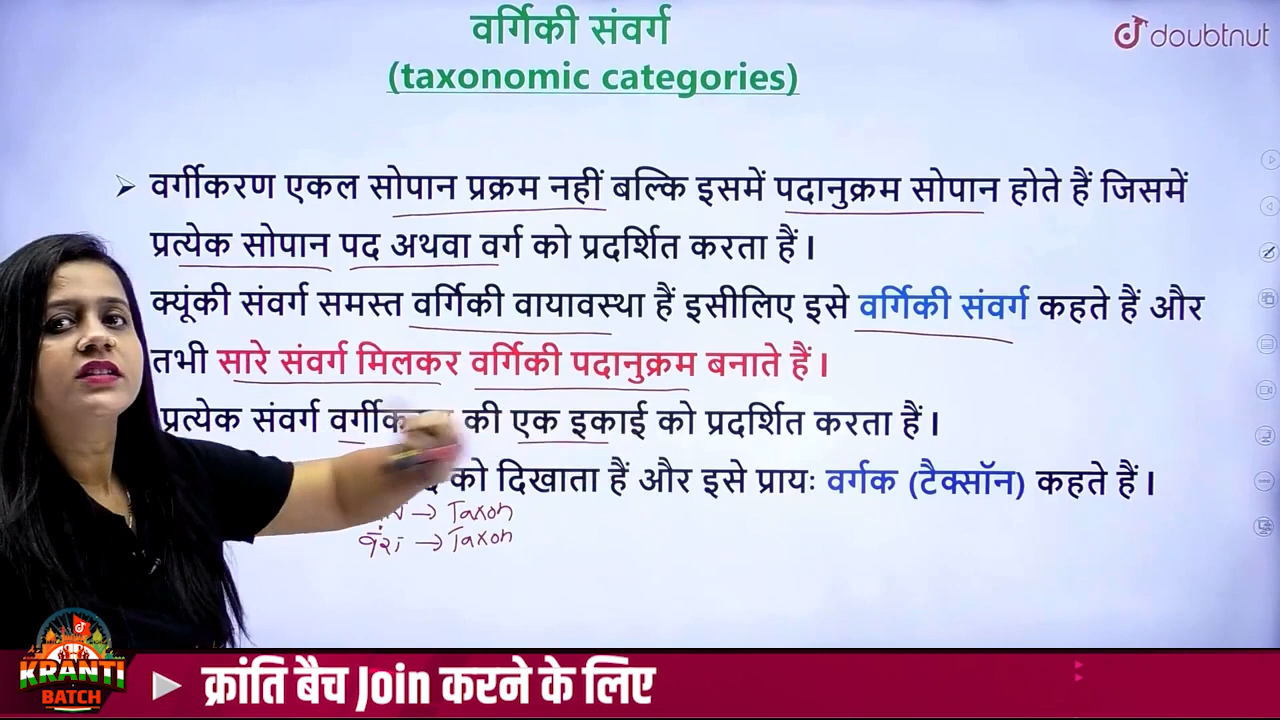 वर्गिकी संवर्ग
(taxonomic categories)
doubtnut
➤ वर्गीकरण एकल सोपान प्रक्रम नहीं बल्कि इसमें पदानुक्रम सोपान होते हैं जिसमें
प्रत्येक सोपान पद अथवा वर्ग को प्रदर्शित करता हैं I
क्यूंकी संवर्ग समस्त वर्गिकी वायावस्था हैं इसीलिए इसे वर्गिकी संवर्ग कहते हैं और
तभी सारे संवर्ग मिलकर वर्गिकी पदानुक्रम बनाते हैं I
प्रत्येक संवर्ग की एक इकाई को प्रदर्शित करता हैं I
को दिखाता हैं और इसे प्रायः वर्गक (टैक्सॉन) कहते हैं I
→ Taxon
वंश → Taxon
KRANTI
BATCH
क्रांति बैच Join करने के लिए